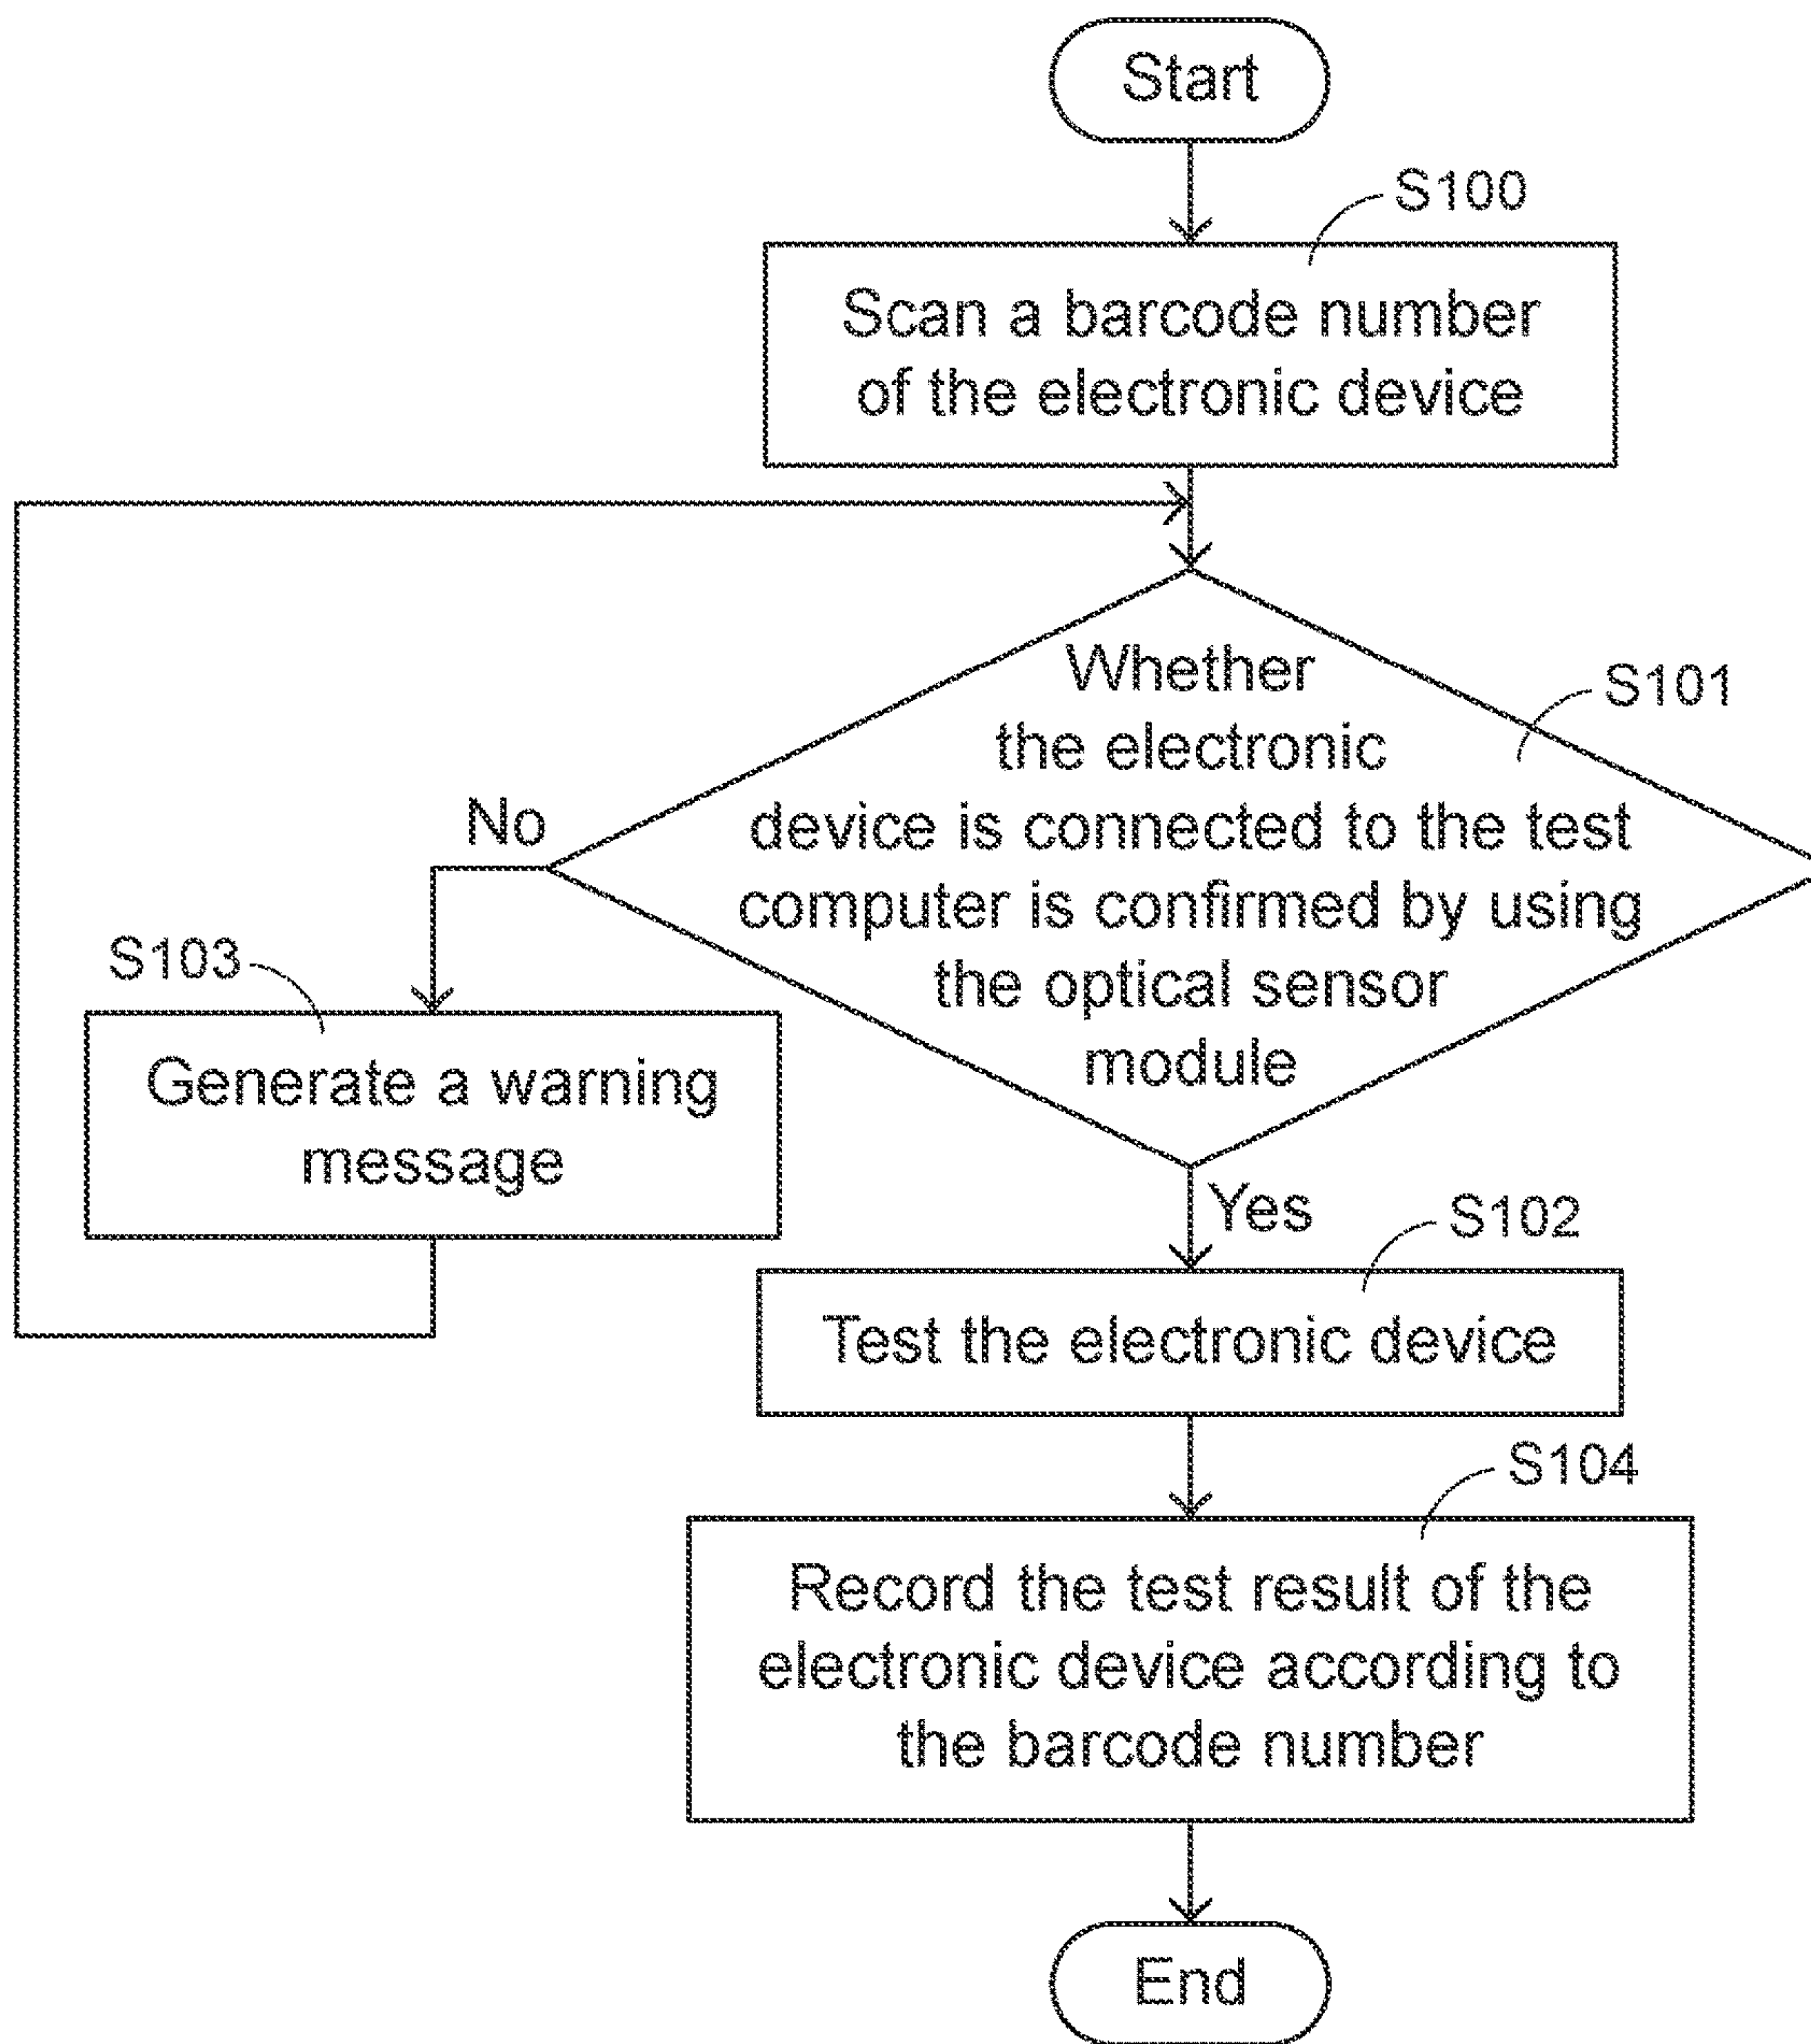 Start
S100
Scan a barcode number
of the electronic device
Whether
the electronic
device is connected to the test
computer is confirmed by using
the optical sensor
module
S101
No
S103
Generate a warning
message
Yes
S102
Test the electronic device
S104
Record the test result of the
electronic device according to
the barcode number
End